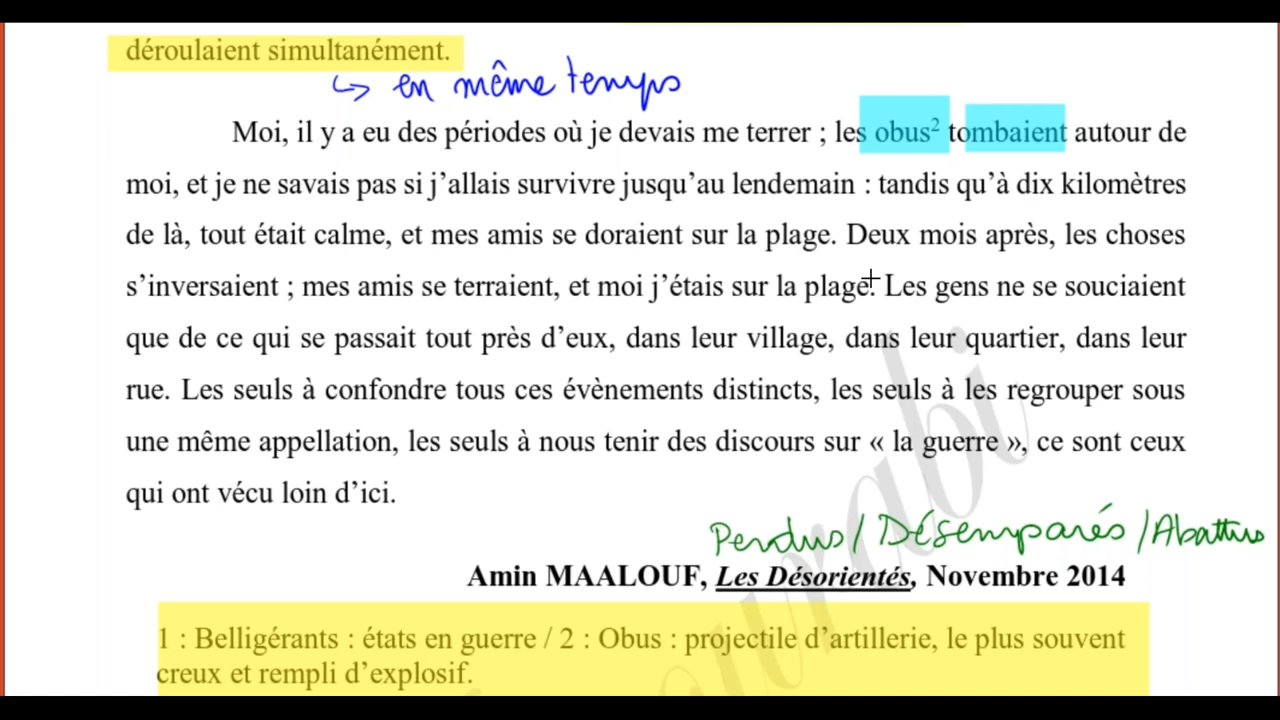 déroulaient simultanément.
↳ en même temps
Moi, il y a eu des périodes où je devais me terrer ; les obus² tombaient autour de
moi, et je ne savais pas si j’allais survivre jusqu’au lendemain : tandis qu’à dix kilomètres
de là, tout était calme, et mes amis se doraient sur la plage. Deux mois après, les choses
s’inversaient ; mes amis se terraient, et moi j’étais sur la plage. Les gens ne se souciaient
que de ce qui se passait tout près d’eux, dans leur village, dans leur quartier, dans leur
rue. Les seuls à confondre tous ces évènements distincts, les seuls à les regrouper sous
une même appellation, les seuls à nous tenir des discours sur « la guerre », ce sont ceux
qui ont vécu loin d’ici.
Perdus / Désemparés / Abattus
Amin MAALOUF, Les Désorientés, Novembre 2014
1 : Belligérants : états en guerre / 2 : Obus : projectile d’artillerie, le plus souvent
creux et rempli d’explosif.